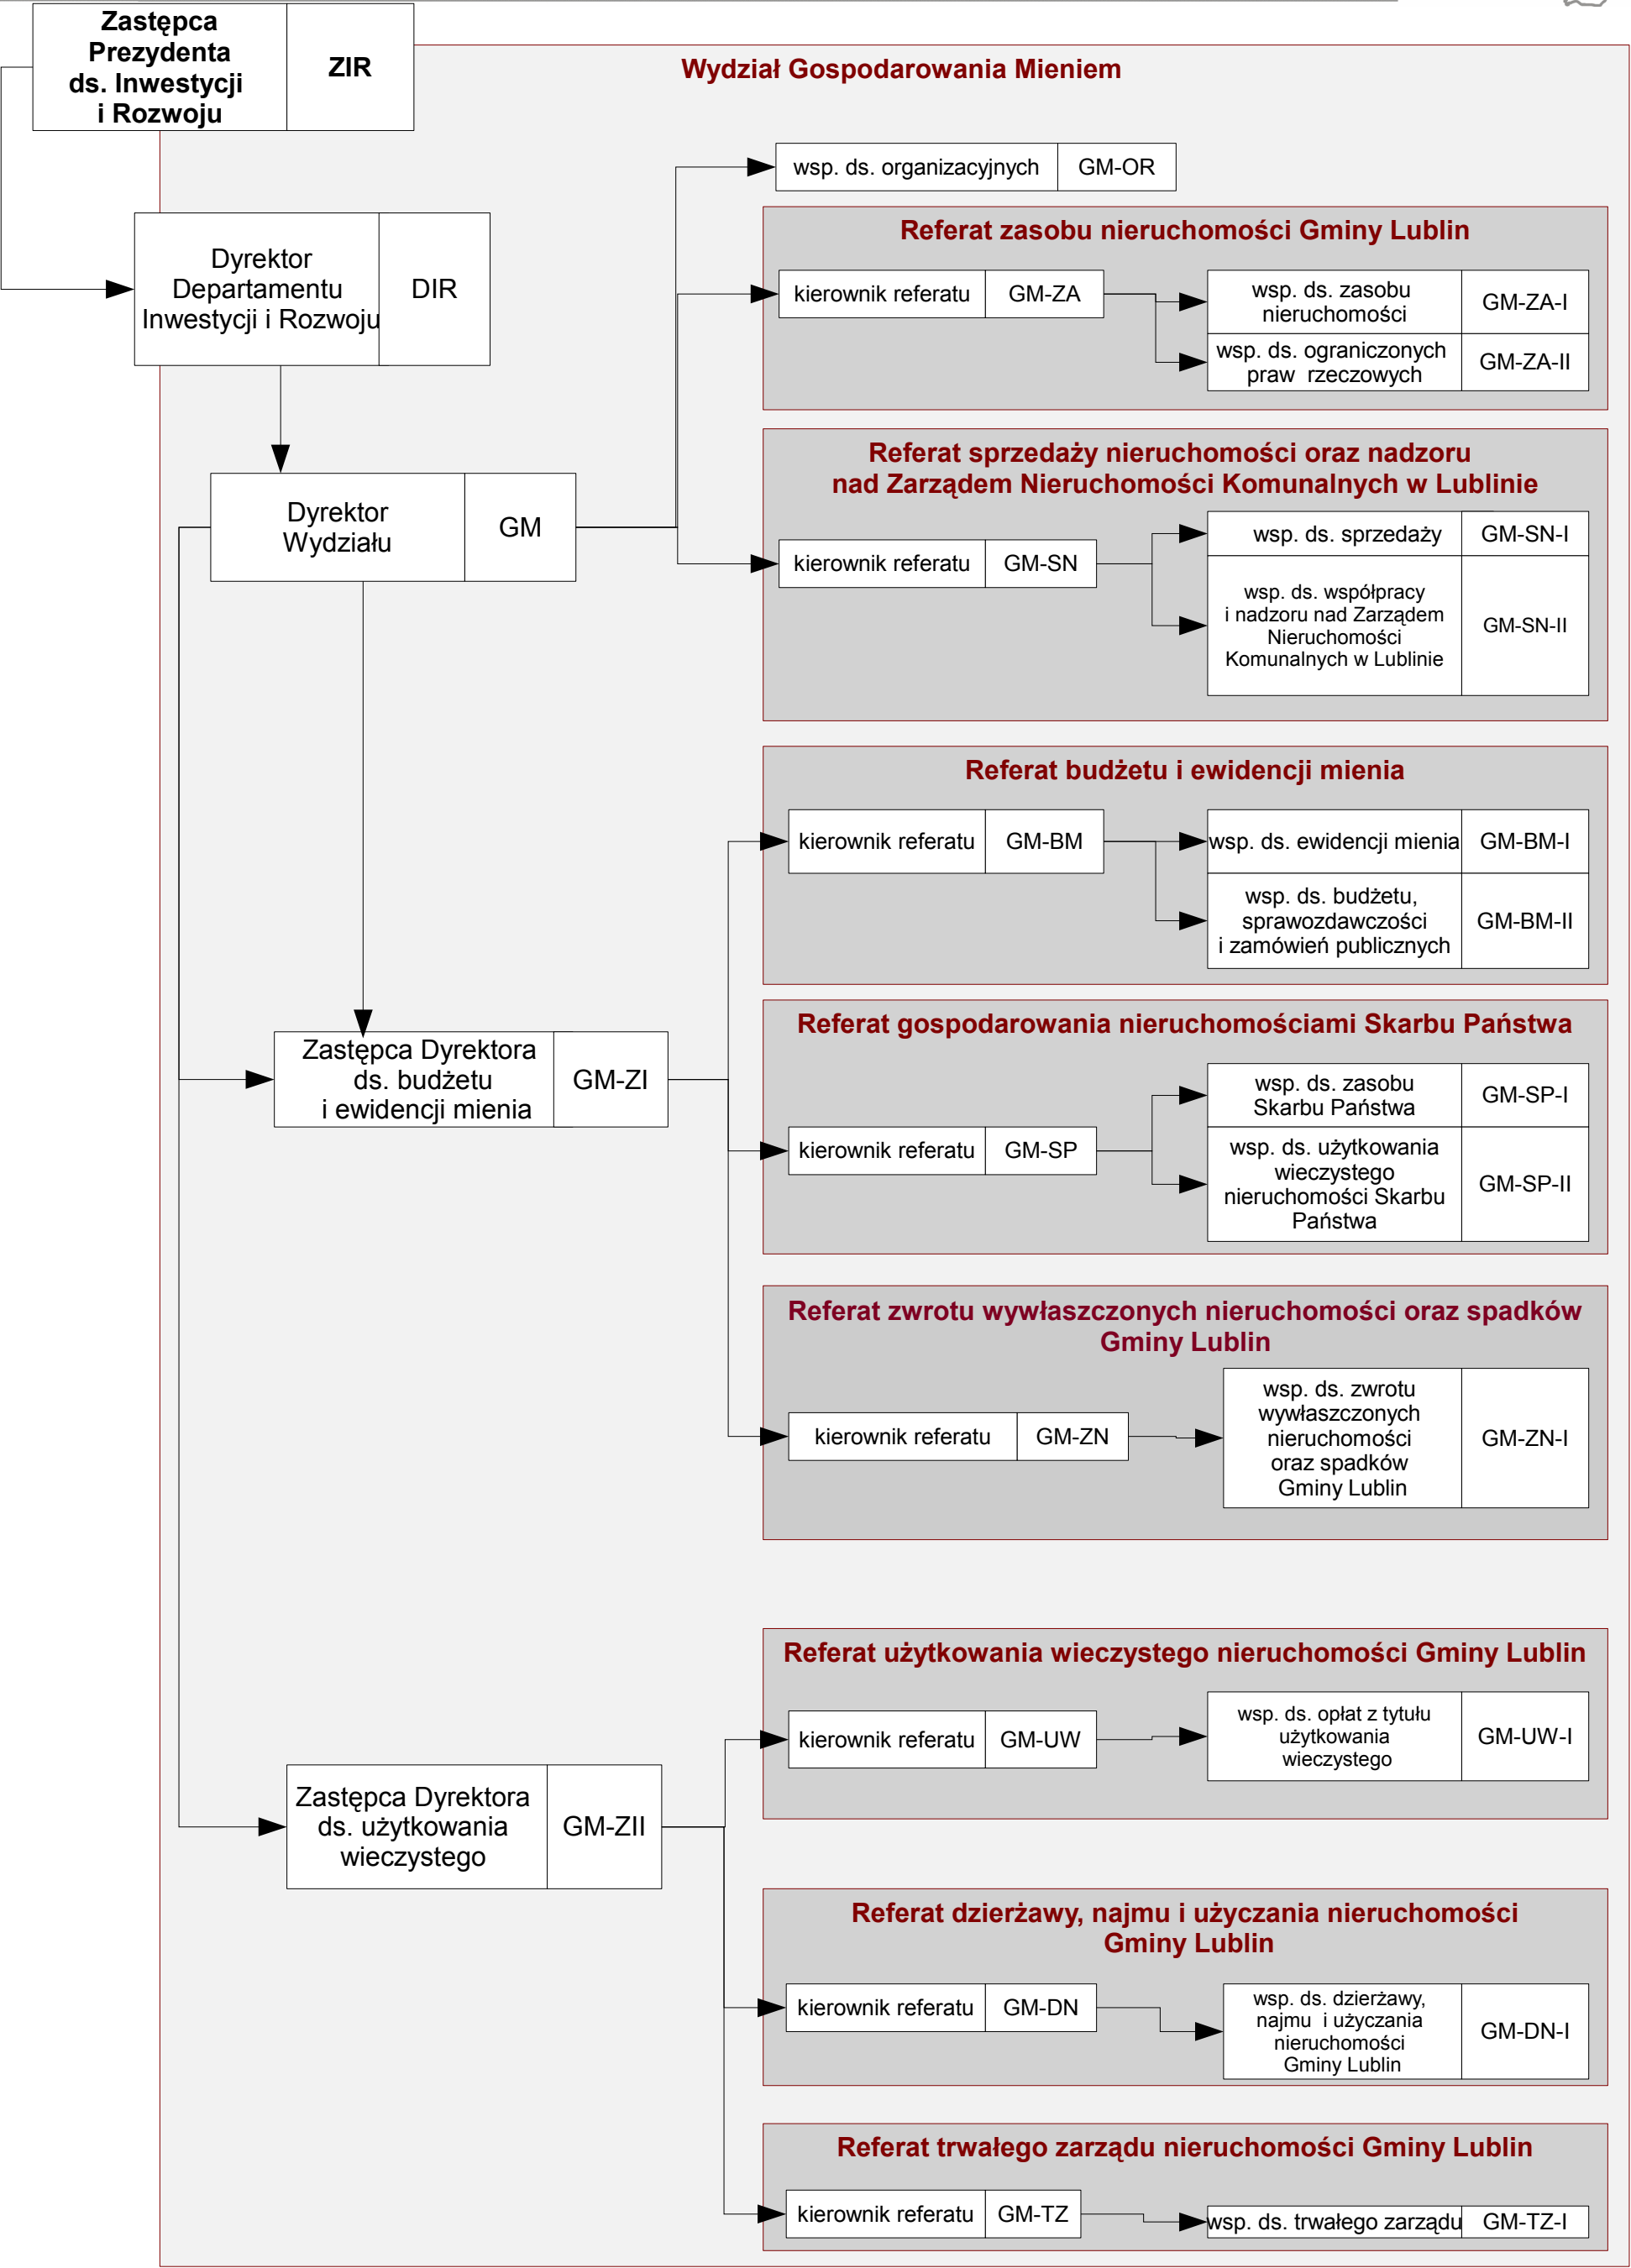 Zastępca
Prezydenta
ds. Inwestycji
i Rozwoju
ZIR
Wydział Gospodarowania Mieniem
wsp. ds. organizacyjnych
GM-OR
Dyrektor
Departamentu
Inwestycji i Rozwoju
DIR
Referat zasobu nieruchomości Gminy Lublin
kierownik referatu
GM-ZA
wsp. ds. zasobu
nieruchomości
GM-ZA-I
wsp. ds. ograniczonych
praw  rzeczowych
GM-ZA-II
Dyrektor
Wydziału
GM
Referat sprzedaży nieruchomości oraz nadzoru
nad Zarządem Nieruchomości Komunalnych w Lublinie
kierownik referatu
GM-SN
wsp. ds. sprzedaży
GM-SN-I
wsp. ds. współpracy
i nadzoru nad Zarządem
Nieruchomości
Komunalnych w Lublinie
GM-SN-II
Referat budżetu i ewidencji mienia
kierownik referatu
GM-BM
wsp. ds. ewidencji mienia
GM-BM-I
wsp. ds. budżetu,
sprawozdawczości
i zamówień publicznych
GM-BM-II
Zastępca Dyrektora
ds. budżetu
i ewidencji mienia
GM-ZI
Referat gospodarowania nieruchomościami Skarbu Państwa
kierownik referatu
GM-SP
wsp. ds. zasobu
Skarbu Państwa
GM-SP-I
wsp. ds. użytkowania
wieczystego
nieruchomości Skarbu
Państwa
GM-SP-II
Referat zwrotu wywłaszczonych nieruchomości oraz spadków
Gminy Lublin
kierownik referatu
GM-ZN
wsp. ds. zwrotu
wywłaszczonych
nieruchomości
oraz spadków
Gminy Lublin
GM-ZN-I
Referat użytkowania wieczystego nieruchomości Gminy Lublin
kierownik referatu
GM-UW
wsp. ds. opłat z tytułu
użytkowania
wieczystego
GM-UW-I
Zastępca Dyrektora
ds. użytkowania
wieczystego
GM-ZII
Referat dzierżawy, najmu i użyczania nieruchomości
Gminy Lublin
kierownik referatu
GM-DN
wsp. ds. dzierżawy,
najmu  i użyczania
nieruchomości
Gminy Lublin
GM-DN-I
Referat trwałego zarządu nieruchomości Gminy Lublin
kierownik referatu
GM-TZ
wsp. ds. trwałego zarządu
GM-TZ-I